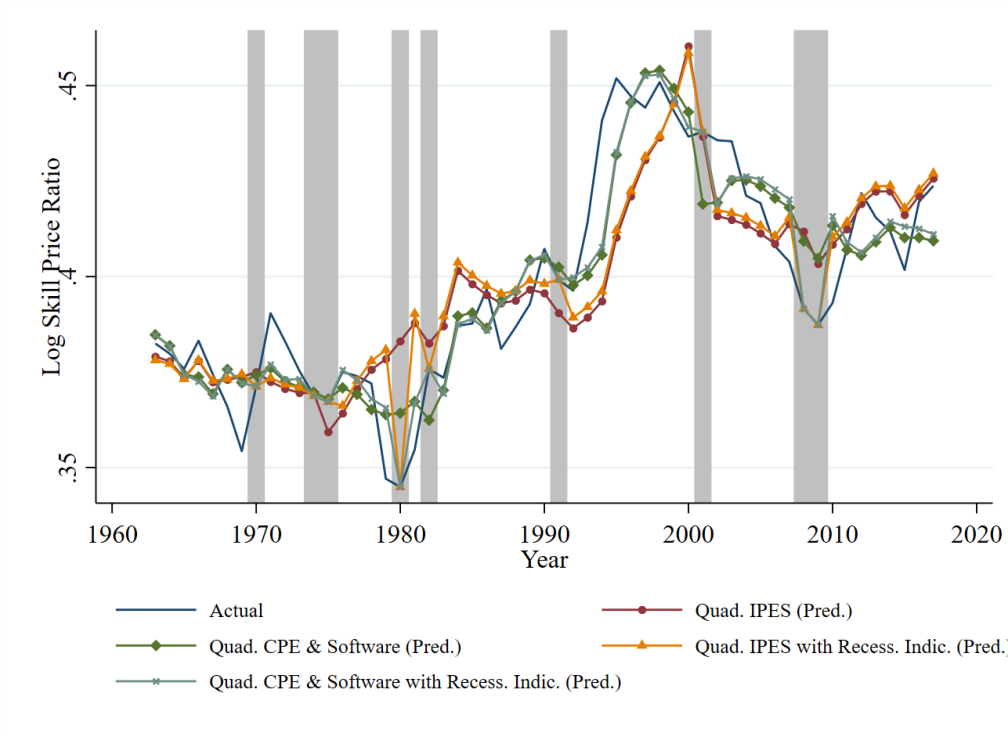 .45
.4
.35
Log Skill Price Ratio
1960 1970 1980 1990 2000 2010 2020
Year
Actual
Quad. IPES (Pred.)
Quad. CPE & Software (Pred.)
Quad. IPES with Recess. Indic. (Pred.)
Quad. CPE & Software with Recess. Indic. (Pred.)